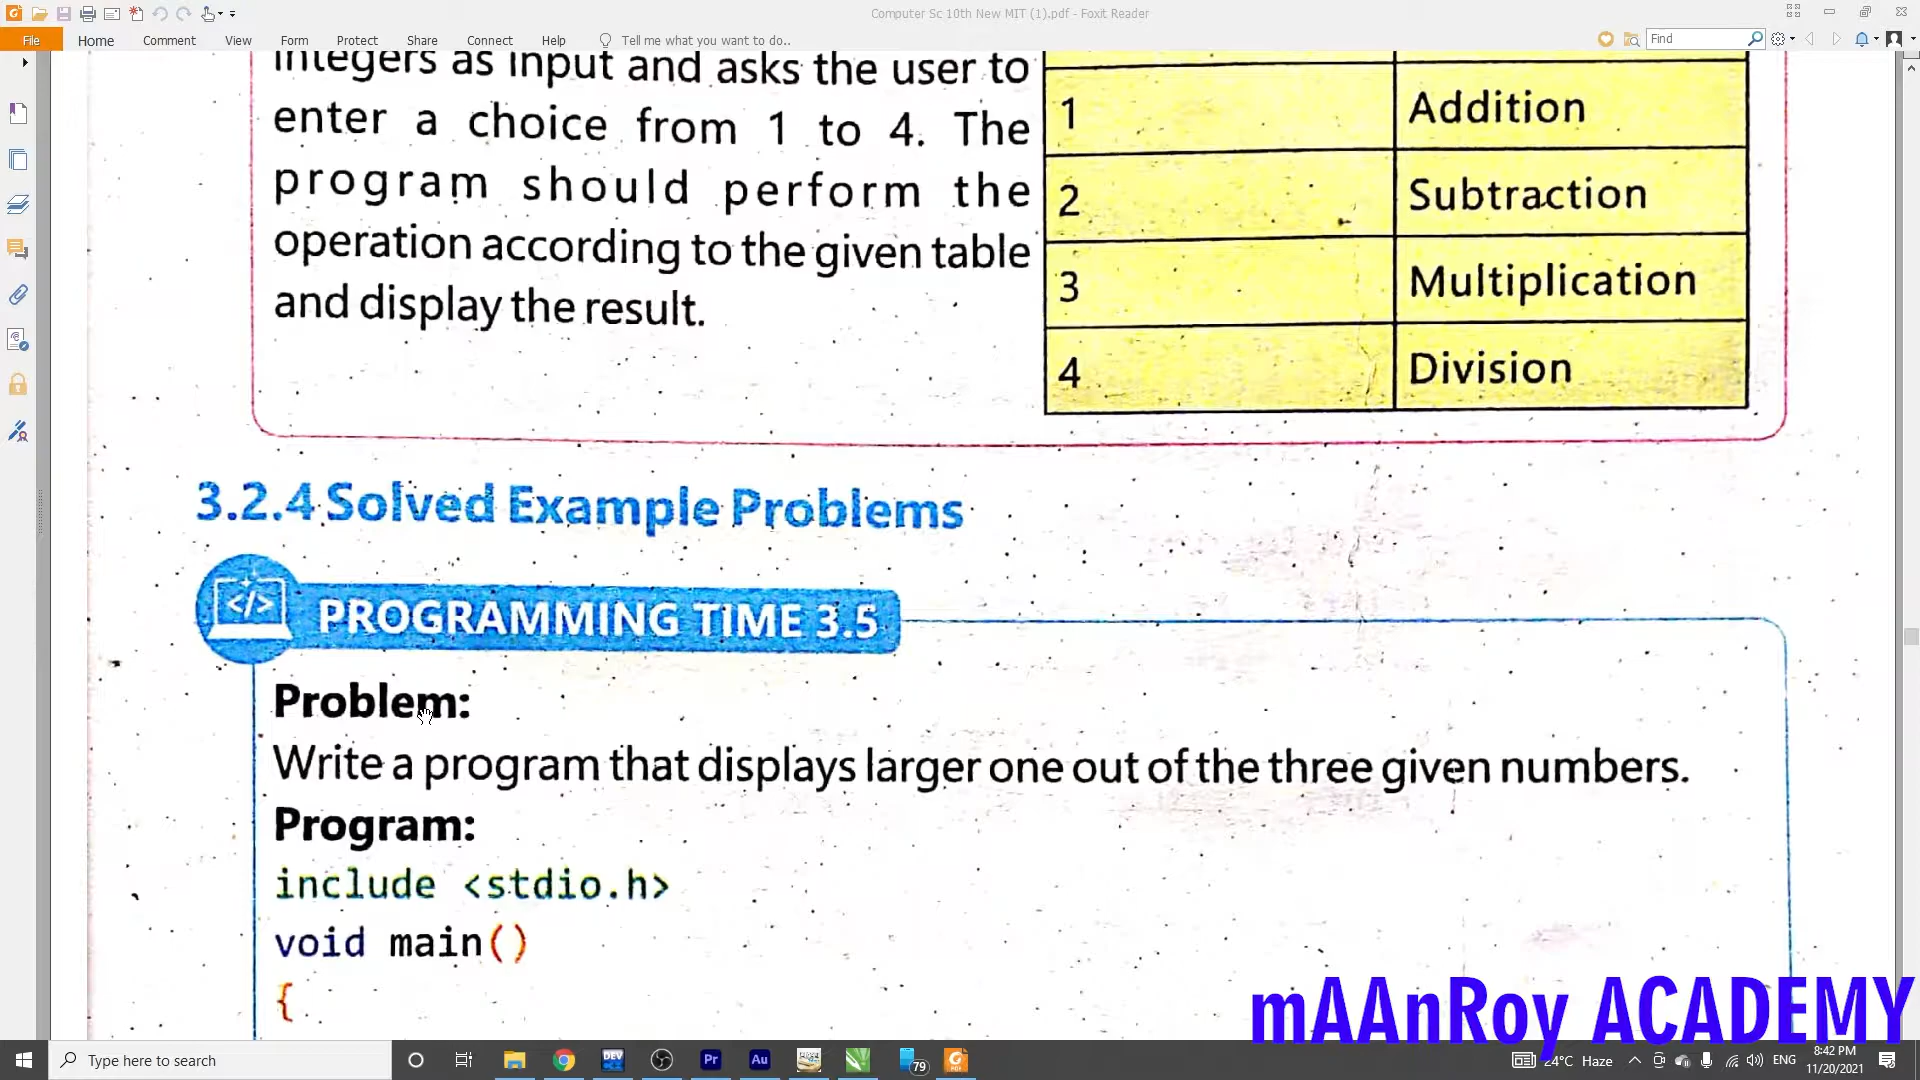 Computer Sc 10th New MIT (1).pdf - Foxit Reader
File Home Comment View Form Protect Share Connect Help Tell me what you want to do.. Find
integers as input and asks the user to
enter a choice from 1 to 4. The
program should perform the
operation according to the given table
and display the result.
1 Addition
2 Subtraction
3 Multiplication
4 Division
3.2.4 Solved Example Problems
</> PROGRAMMING TIME 3.5
Problem:
Write a program that displays larger one out of the three given numbers.
Program:
include <stdio.h>
void main()
{
mAAnRoy ACADEMY
Type here to search
DEV
Pr
Au
79
24°C Haze
ENG
8:42 PM
11/20/2021